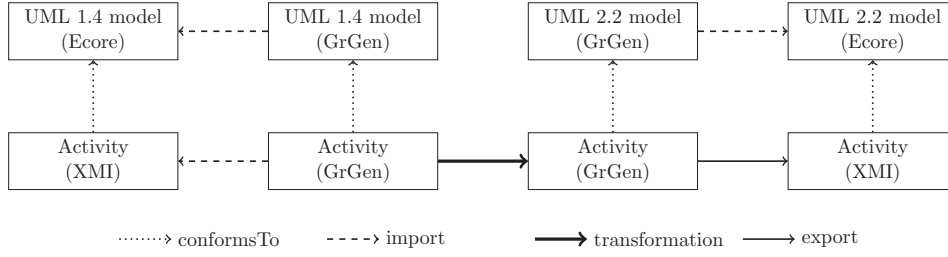 UML 1.4 model
(Ecore)
UML 1.4 model
(GrGen)
UML 2.2 model
(GrGen)
UML 2.2 model
(Ecore)
Activity
(XMI)
Activity
(GrGen)
Activity
(GrGen)
Activity
(XMI)
conformsTo
import
transformation
export